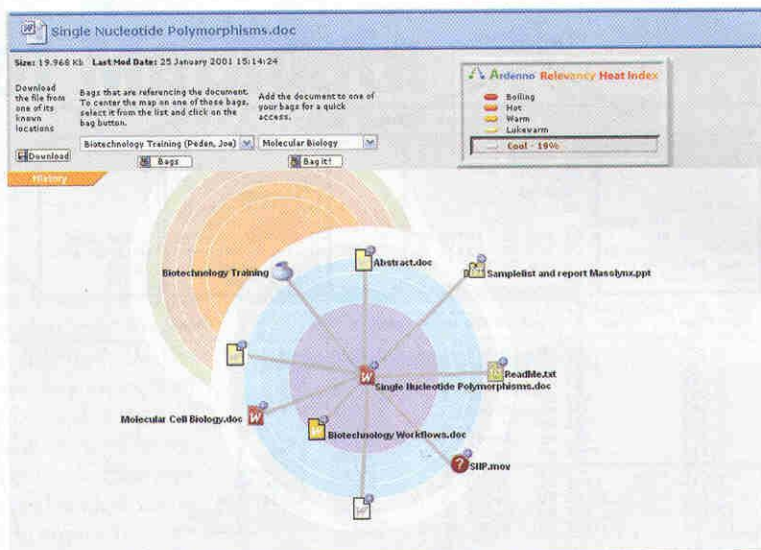 Single Nucleotide Polymorphisms.doc
Size: 19.968 Kb Last Mod Date: 25 January 2001 15:14:24
Download
the file from
one of its
known
locations
Bags that are referencing the document.
To center the map on one of those bags,
select it from the list and click on the
bag button.
Add the document to one of
your bags for a quick
access.
Download
Biotechnology Training (Peden, Joe)
Bags
Molecular Biology
Bag it!
Ardenno Relevancy Heat Index
Boiling
Hot
Warm
Lukewarm
Cool - 19%
History
Abstract.doc
Biotechnology Training
Samplelist and report Masslynx.ppt
ReadMe.txt
Single Nucleotide Polymorphisms.doc
Molecular Cell Biology.doc
Biotechnology Workflows.doc
SIIP.mov